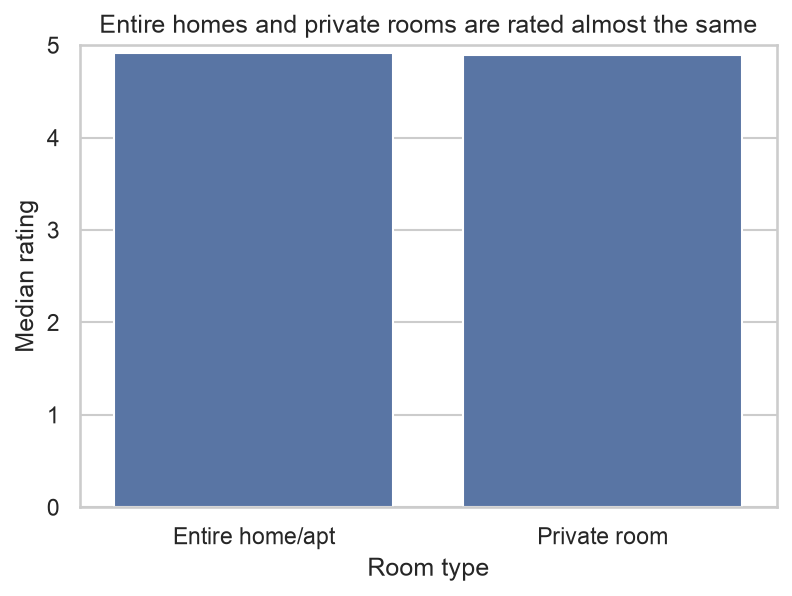 Entire homes and private rooms are rated almost the same
5
4
3
2
1
0
Median rating
Entire home/apt
Private room
Room type